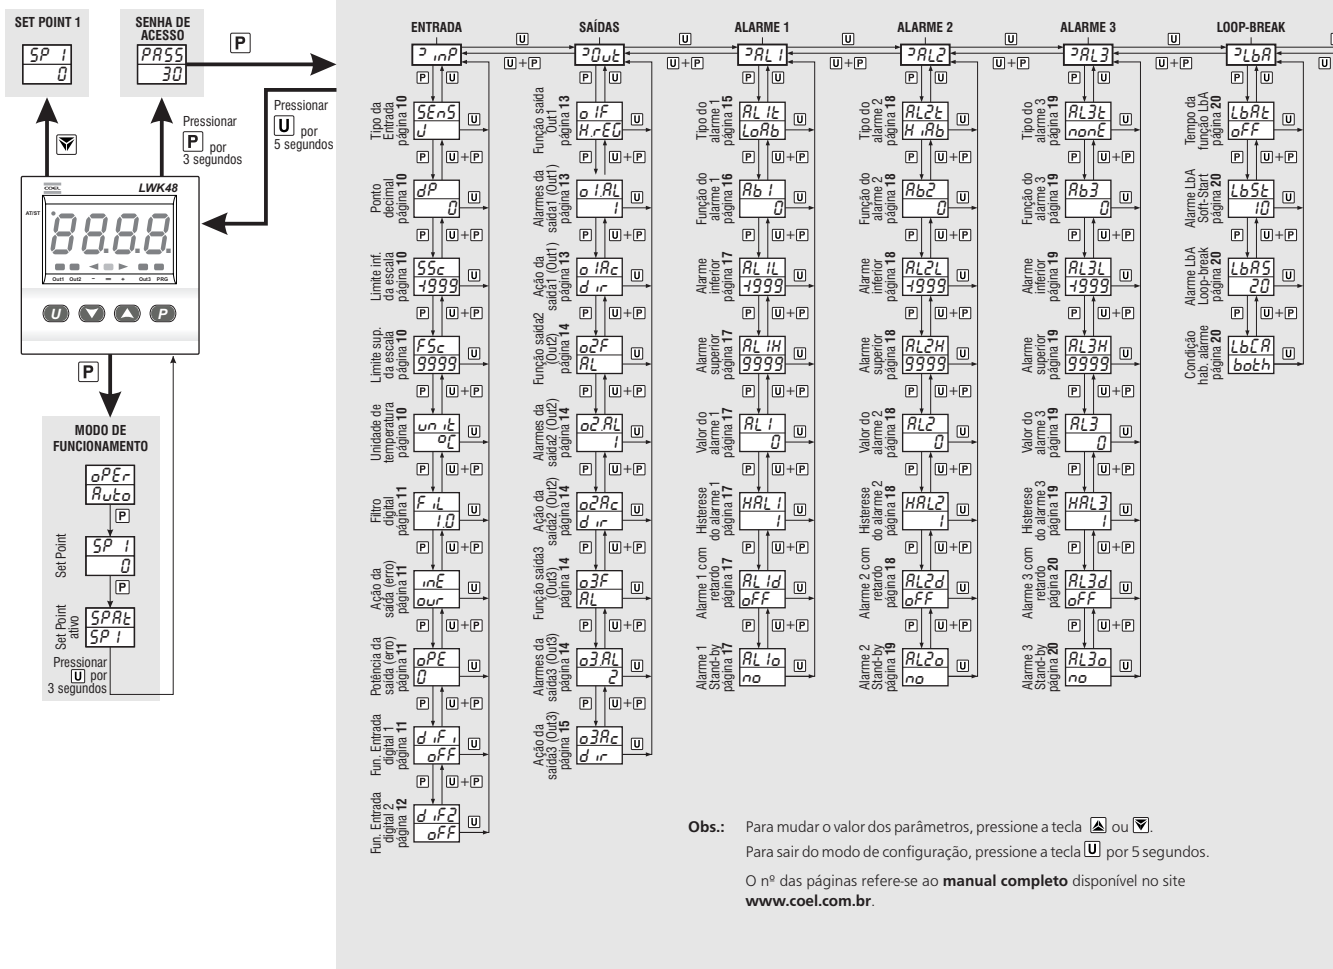 SET POINT 1
SP 1
0
SENHA DE
ACESSO
PASS
30
P
Pressionar
P por
3 segundos
Pressionar
U por
5 segundos
COEL
LWK48
AT/ST
8.8.8.8.
Out1 Out2 - = + Out3 PRG
U P
P
MODO DE
FUNCIONAMENTO
oPEr
Auto
P
Set Point
SP 1
0
P
Set Point
ativo
SPAt
SP 1
Pressionar
U por
3 segundos
ENTRADA
inP
U
U+P
P U
Tipo da
Entrada
página 10
SEnS
J
U
P U+P
Ponto
decimal
página 10
dP
0
U
P U+P
Limite inf.
da escala
página 10
SSc
-1999
U
P U+P
Limite sup.
da escala
página 10
FSc
9999
U
P U+P
Unidade de
temperatura
página 10
unit
°C
U
P U+P
Filtro
digital
página 11
FiL
1.0
U
P U+P
Ação da
saída (erro)
página 11
inE
our
U
P U+P
Potência da
saída (erro)
página 11
oPE
0
U
P U+P
Fun. Entrada
digital 1
página 11
diFi
oFF
U
P U+P
Fun. Entrada
digital 2
página 12
diF2
oFF
U
SAÍDAS
Out
U
U+P
P U
Função saída
Out1
página 13
o1F
H.rEG
U
P U+P
Alarmes da
saída1 (Out1)
página 13
o1.AL
1
U
P U+P
Ação da
saída1 (Out1)
página 13
o1Ac
dir
U
P U+P
Função saída2
(Out2)
página 14
o2F
AL
U
P U+P
Alarmes da
saída2 (Out2)
página 14
o2.AL
1
U
P U+P
Ação da
saída2 (Out2)
página 14
o2Ac
dir
U
P U+P
Função saída3
(Out3)
página 14
o3F
AL
U
P U+P
Alarmes da
saída3 (Out3)
página 14
o3.AL
2
U
P U+P
Ação da
saída3 (Out3)
página 15
o3Ac
dir
U
ALARME 1
AL1
U
U+P
P U
Tipo do
alarme 1
página 15
AL1t
LoAb
U
P U+P
Função do
alarme 1
página 16
Ab1
0
U
P U+P
Alarme
inferior
página 17
AL1L
-1999
U
P U+P
Alarme
superior
página 17
AL1H
9999
U
P U+P
Valor do
alarme 1
página 17
AL1
0
U
P U+P
Histerese
do alarme 1
página 17
HAL1
1
U
P U+P
Alarme 1 com
retardo
página 17
AL1d
oFF
U
P U+P
Alarme 1
Stand-by
página 17
AL1o
no
U
ALARME 2
AL2
U
U+P
P U
Tipo do
alarme 2
página 18
AL2t
HiAb
U
P U+P
Função do
alarme 2
página 18
Ab2
0
U
P U+P
Alarme
inferior
página 18
AL2L
-1999
U
P U+P
Alarme
superior
página 18
AL2H
9999
U
P U+P
Valor do
alarme 2
página 18
AL2
0
U
P U+P
Histerese
do alarme 2
página 18
HAL2
1
U
P U+P
Alarme 2 com
retardo
página 18
AL2d
oFF
U
P U+P
Alarme 2
Stand-by
página 19
AL2o
no
U
ALARME 3
AL3
U
U+P
P U
Tipo do
alarme 3
página 19
AL3t
nonE
U
P U+P
Função do
alarme 3
página 19
Ab3
0
U
P U+P
Alarme
inferior
página 19
AL3L
-1999
U
P U+P
Alarme
superior
página 19
AL3H
9999
U
P U+P
Valor do
alarme 3
página 19
AL3
0
U
P U+P
Histerese
do alarme 3
página 19
HAL3
1
U
P U+P
Alarme 3 com
retardo
página 20
AL3d
oFF
U
P U+P
Alarme 3
Stand-by
página 20
AL3o
no
U
LOOP-BREAK
LbA
U
P U
Tempo da
função LbA
página 20
LbAt
oFF
U
P U+P
Alarme LbA
Soft-Start
página 20
LbSt
10
U
P U+P
Alarme LbA
Loop-break
página 20
LbAS
20
U
P U+P
Condição
hab. alarme
página 20
LbCA
both
U
Obs.: Para mudar o valor dos parâmetros, pressione a tecla ou .
Para sair do modo de configuração, pressione a tecla U por 5 segundos.
O nº das páginas refere-se ao manual completo disponível no site
www.coel.com.br.